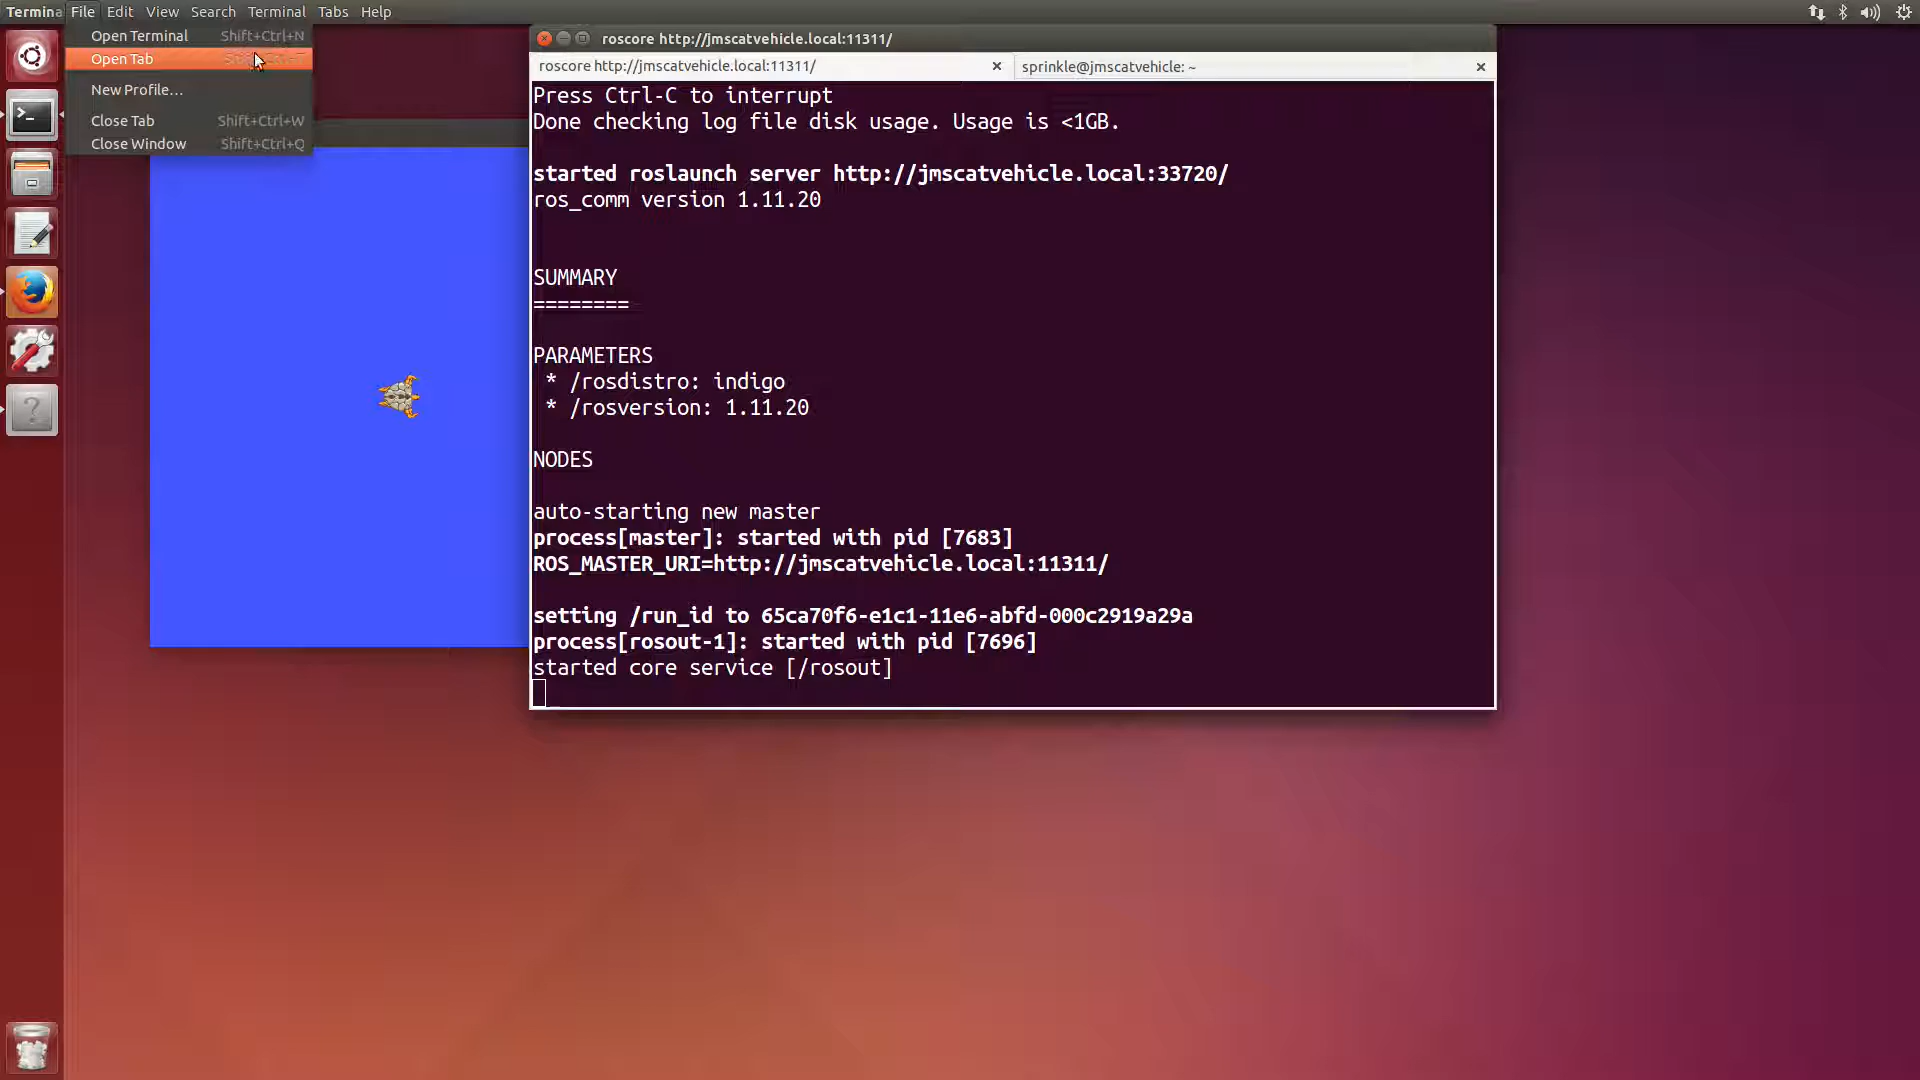 Termina File Edit View Search Terminal Tabs Help
Open Terminal Shift+Ctrl+N
Open Tab
New Profile…
Close Tab Shift+Ctrl+W
Close Window Shift+Ctrl+Q
roscore http://jmscatvehicle.local:11311/
roscore http://jmscatvehicle.local:11311/ × sprinkle@jmscatvehicle: ~ ×
Press Ctrl-C to interrupt
Done checking log file disk usage. Usage is <1GB.
started roslaunch server http://jmscatvehicle.local:33720/
ros_comm version 1.11.20
SUMMARY
========
PARAMETERS
* /rosdistro: indigo
* /rosversion: 1.11.20
NODES
auto-starting new master
process[master]: started with pid [7683]
ROS_MASTER_URI=http://jmscatvehicle.local:11311/
setting /run_id to 65ca70f6-e1c1-11e6-abfd-000c2919a29a
process[rosout-1]: started with pid [7696]
started core service [/rosout]